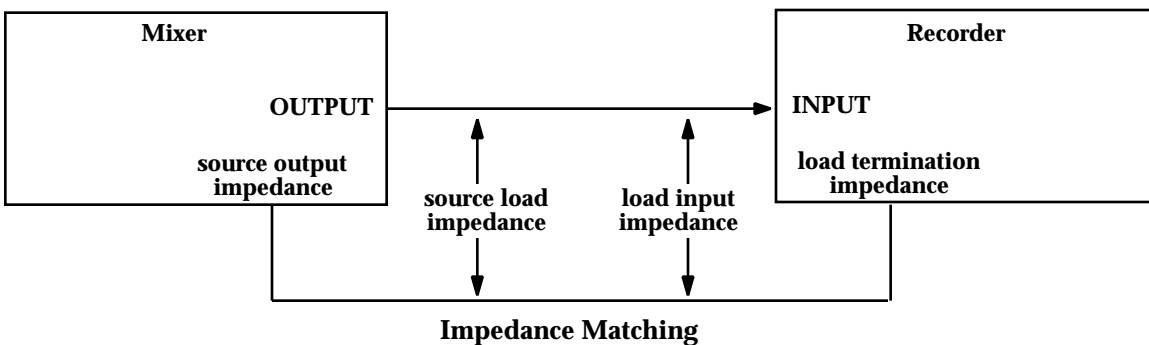 Mixer
OUTPUT
source output
impedance
source load
impedance
load input
impedance
Recorder
INPUT
load termination
impedance
Impedance Matching